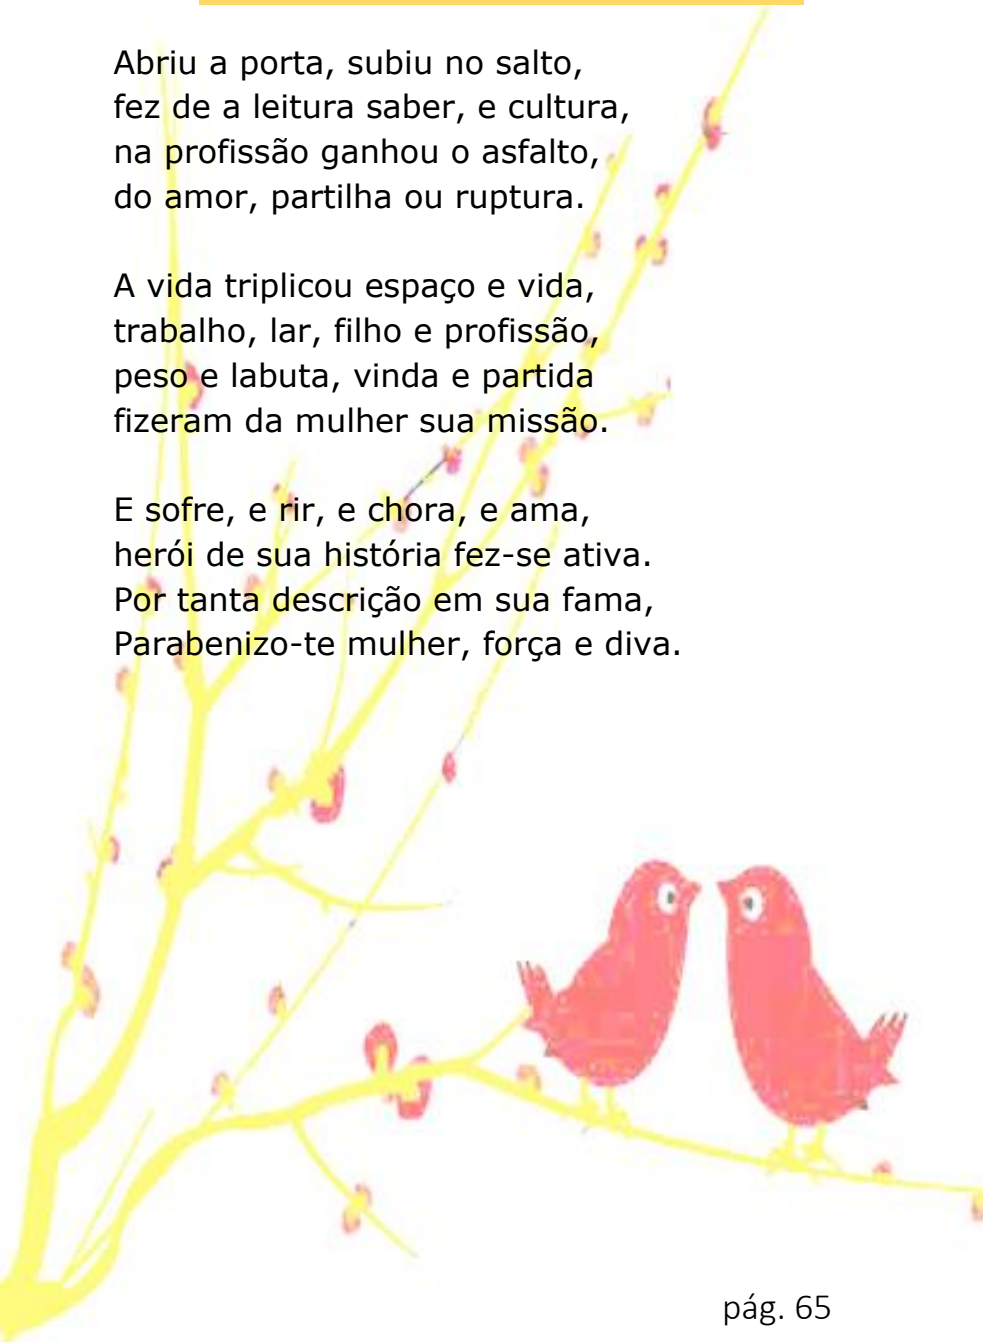 Abriu a porta, subiu no salto,
fez de a leitura saber, e cultura,
na profissão ganhou o asfalto,
do amor, partilha ou ruptura.
A vida triplicou espaço e vida,
trabalho, lar, filho e profissão,
peso e labuta, vinda e partida
fizeram da mulher sua missão.
E sofre, e rir, e chora, e ama,
herói de sua história fez-se ativa.
Por tanta descrição em sua fama,
Parabenizo-te mulher, força e diva.
pág. 65